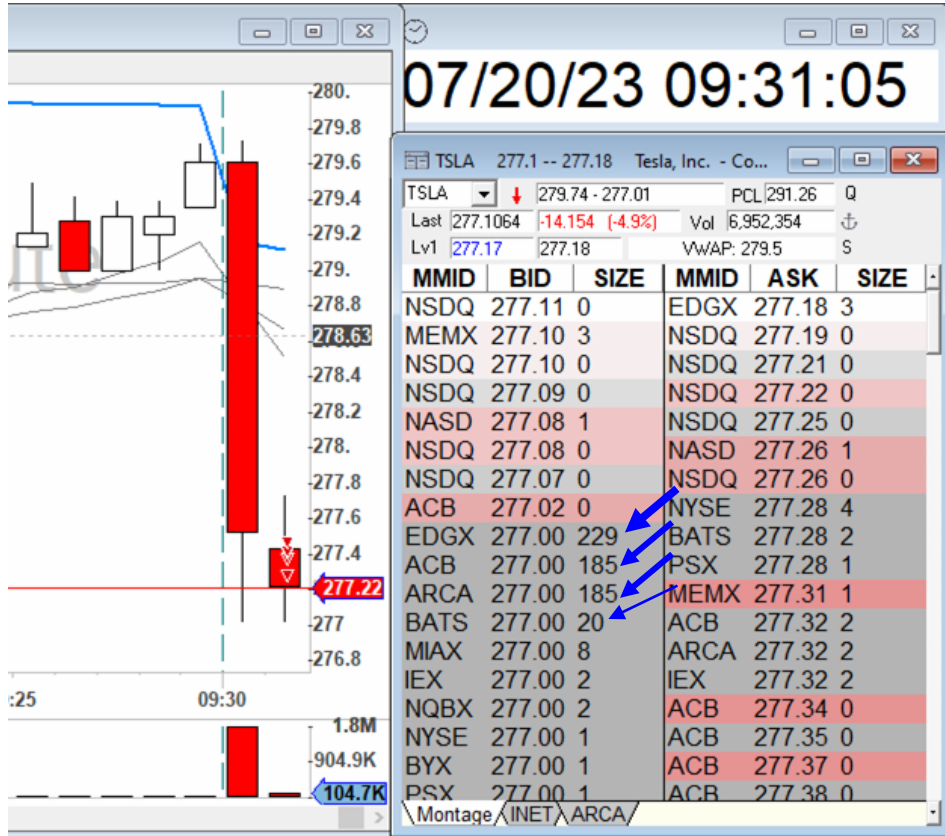 280.
279.8
279.6
279.4
279.2
279.
278.8
278.63
278.4
278.2
278.
277.8
277.6
277.4
277.22
277
276.8
:25 09:30
1.8M
904.9K
104.7K
07/20/23 09:31:05
TSLA 277.1 -- 277.18 Tesla, Inc. - Co...
TSLA 279.74 - 277.01 PCL 291.26 Q
Last 277.1064 -14.154 (-4.9%) Vol 6,952,354
Lv1 277.17 277.18 VWAP: 279.5 S
MMID BID SIZE MMID ASK SIZE
NSDQ 277.11 0 EDGX 277.18 3
MEMX 277.10 3 NSDQ 277.19 0
NSDQ 277.10 0 NSDQ 277.21 0
NSDQ 277.09 0 NSDQ 277.22 0
NASD 277.08 1 NSDQ 277.25 0
NSDQ 277.08 0 NASD 277.26 1
NSDQ 277.07 0 NSDQ 277.26 0
ACB 277.02 0 NYSE 277.28 4
EDGX 277.00 229 BATS 277.28 2
ACB 277.00 185 PSX 277.28 1
ARCA 277.00 185 MEMX 277.31 1
BATS 277.00 20 ACB 277.32 2
MIAX 277.00 8 ARCA 277.32 2
IEX 277.00 2 IEX 277.32 2
NQBX 277.00 2 ACB 277.34 0
NYSE 277.00 1 ACB 277.35 0
BYX 277.00 1 ACB 277.37 0
PSX 277.00 1 ACB 277.38 0
Montage INET ARCA